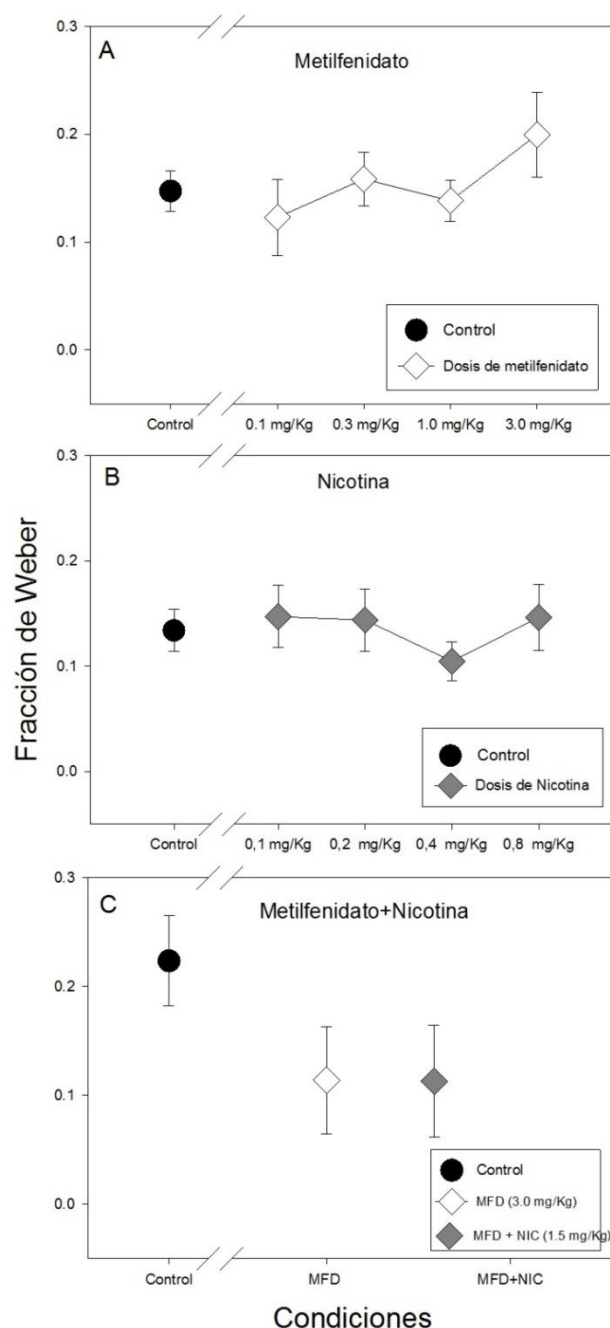 0.3
A
Metilfenidato
0.2
0.1
Control
0.0
Dosis de metilfenidato
Control
0.1 mg/Kg
0.3 mg/Kg
1.0 mg/Kg
3.0 mg/Kg
0.3
B
Nicotina
0.2
Fracción de Weber
0.1
Control
0.0
Dosis de Nicotina
Control
0,1 mg/Kg
0,2 mg/Kg
0,4 mg/Kg
0,8 mg/Kg
0.3
C
Metilfenidato+Nicotina
0.2
0.1
Control
0.0
MFD (3.0 mg/Kg)
MFD + NIC (1.5 mg/Kg)
Control
MFD
MFD+NIC
Condiciones